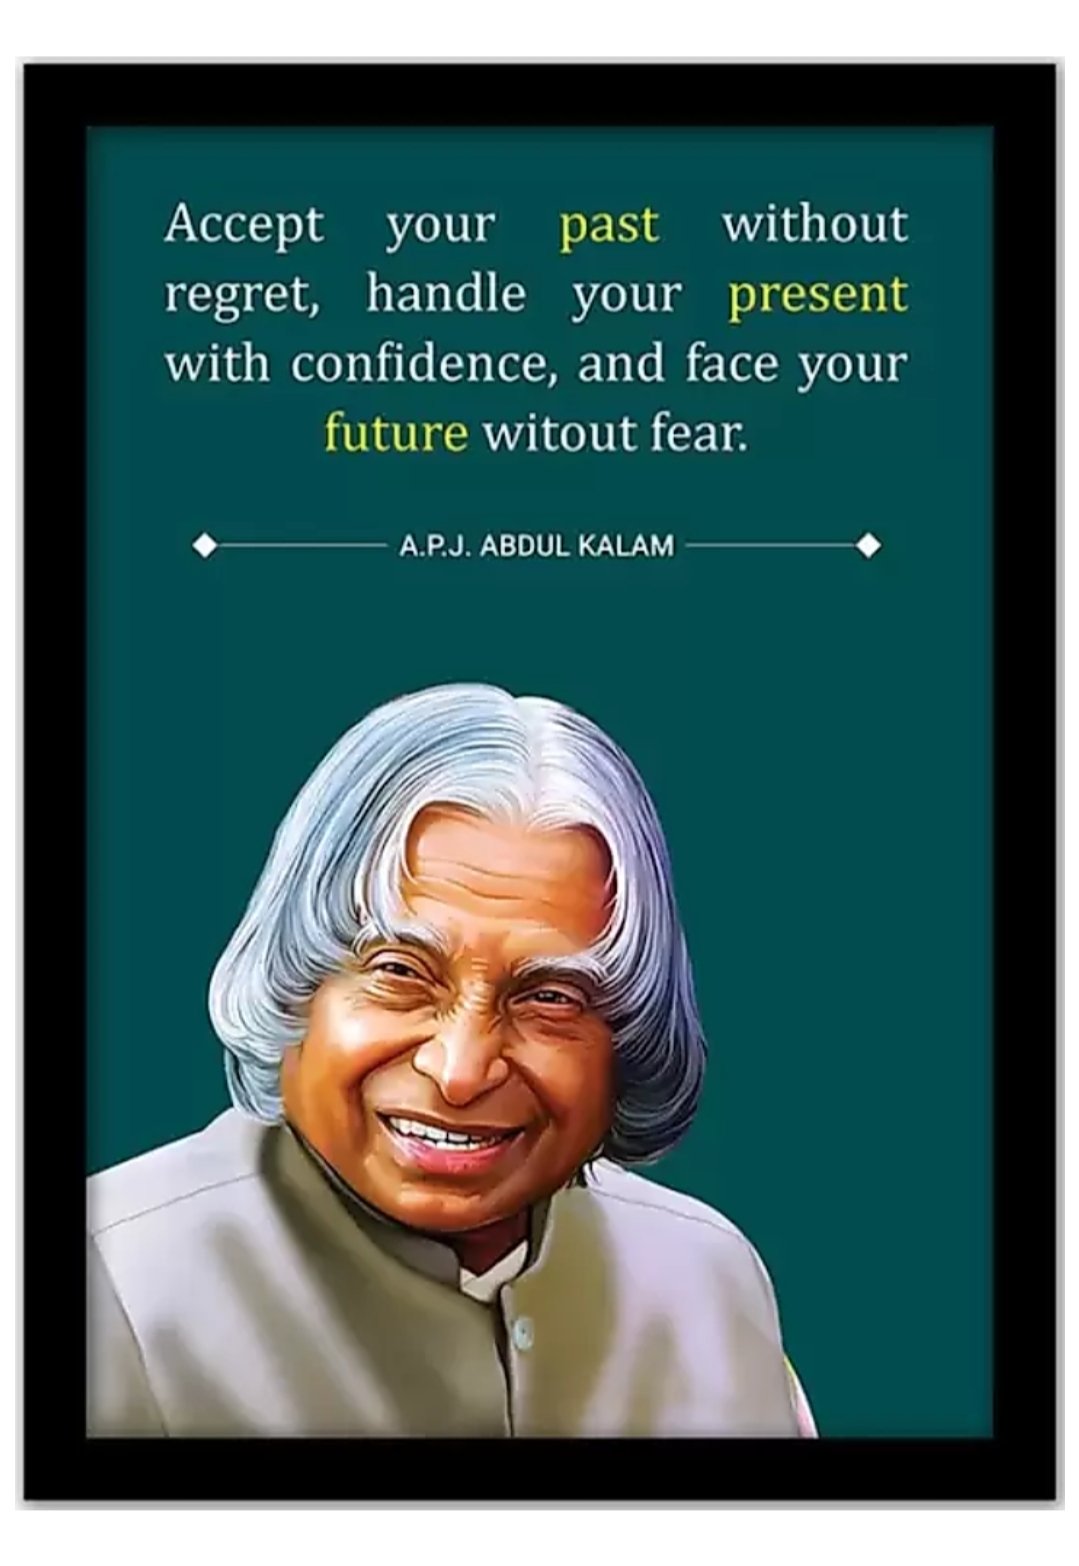 Accept your past without
regret, handle your present
with confidence, and face your
future witout fear.
A.P.J. ABDUL KALAM